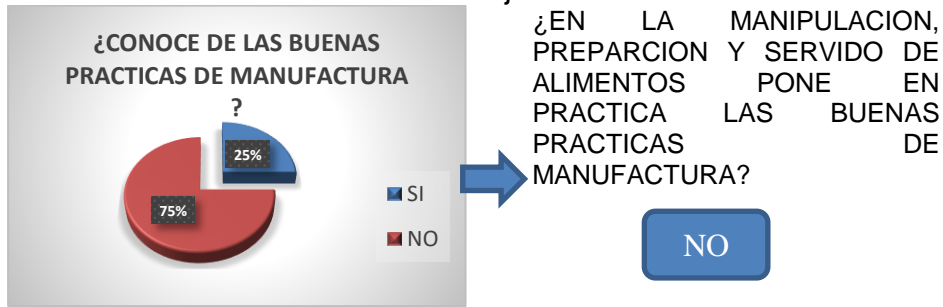 ¿CONOCE DE LAS BUENAS
PRACTICAS DE MANUFACTURA
?
25%
75%
SI
NO
¿EN LA MANIPULACION,
PREPARCION Y SERVIDO DE
ALIMENTOS PONE EN
PRACTICA LAS BUENAS
PRACTICAS DE
MANUFACTURA?
NO